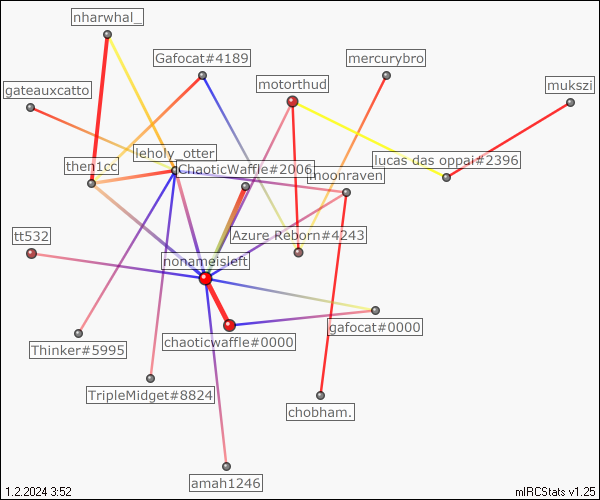 nharwhal_
Gafocat#4189
mercurybro
motorthud
mukszi
gateauxcatto
leholy_otter
lucas das oppai#2396
then1cc
ChaoticWaffle#2006
moonraven
tt532
Azure Reborn#4243
nonameisleft
gafocat#0000
chaoticwaffle#0000
Thinker#5995
TripleMidget#8824
chobham.
amah1246
1.2.2024 3:52
mIRCStats v1.25